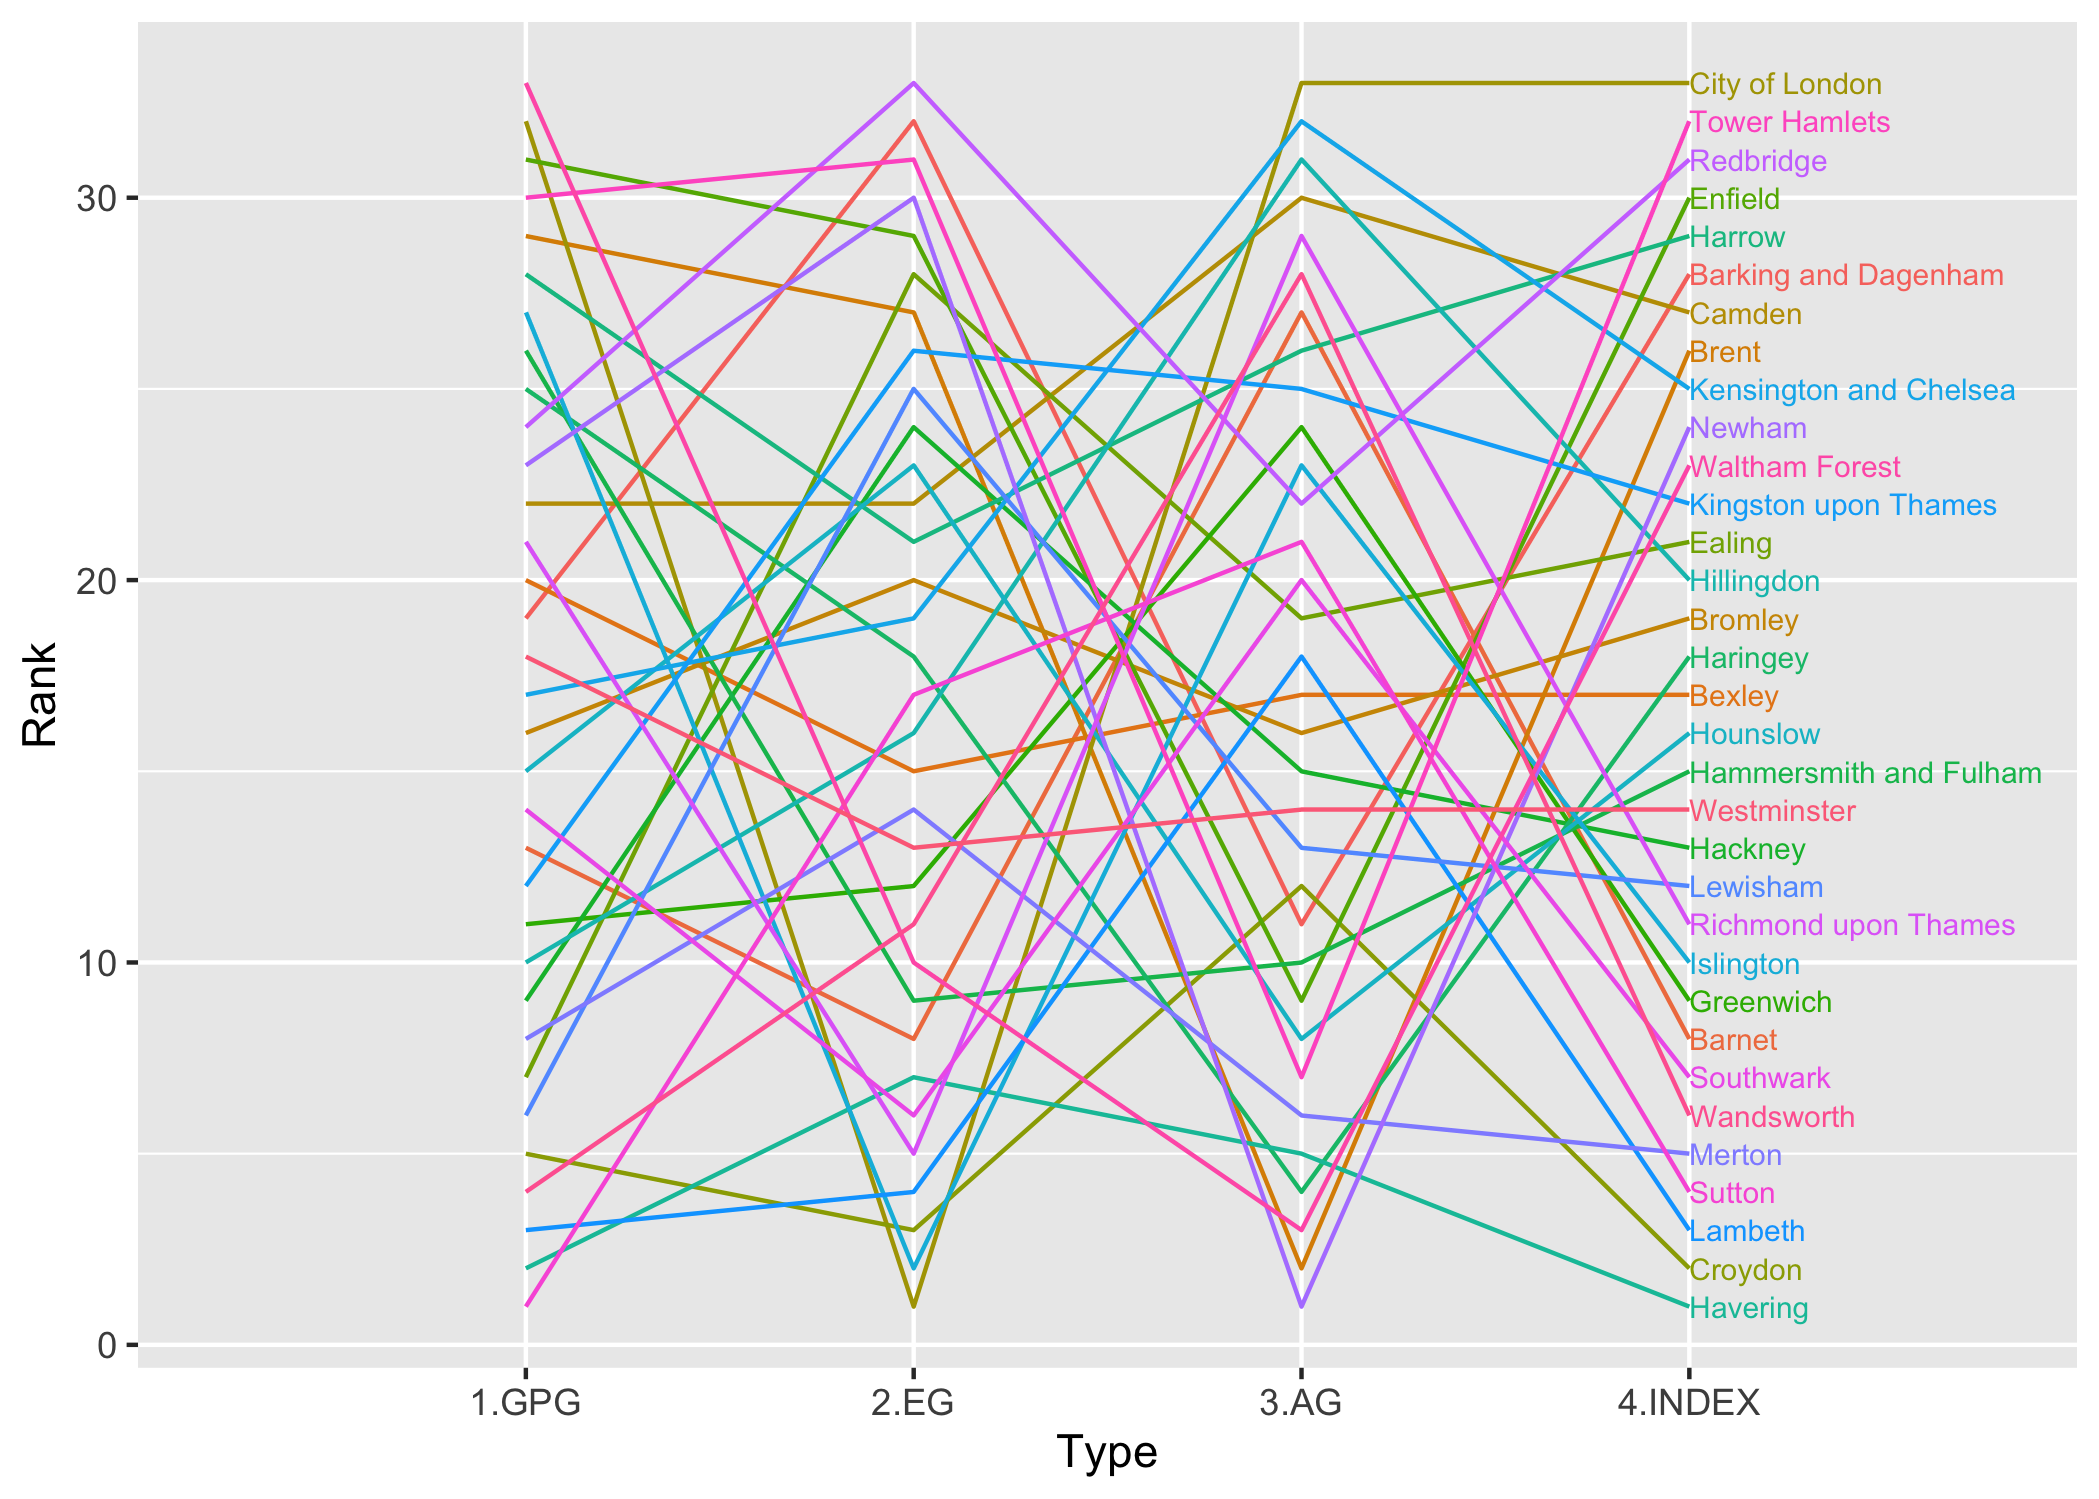 City of London
Tower Hamlets
Redbridge
30
Enfield
Harrow
Barking and Dagenham
Camden
Brent
Kensington and Chelsea
Newham
Waltham Forest
Kingston upon Thames
Ealing
20
Hillingdon
Bromley
Haringey
Rank
Bexley
Hounslow
Hammersmith and Fulham
Westminster
Hackney
Lewisham
Richmond upon Thames
10
Islington
Greenwich
Barnet
Southwark
Wandsworth
Merton
Sutton
Lambeth
Croydon
Havering
0
1.GPG 2.EG 3.AG 4.INDEX
Type